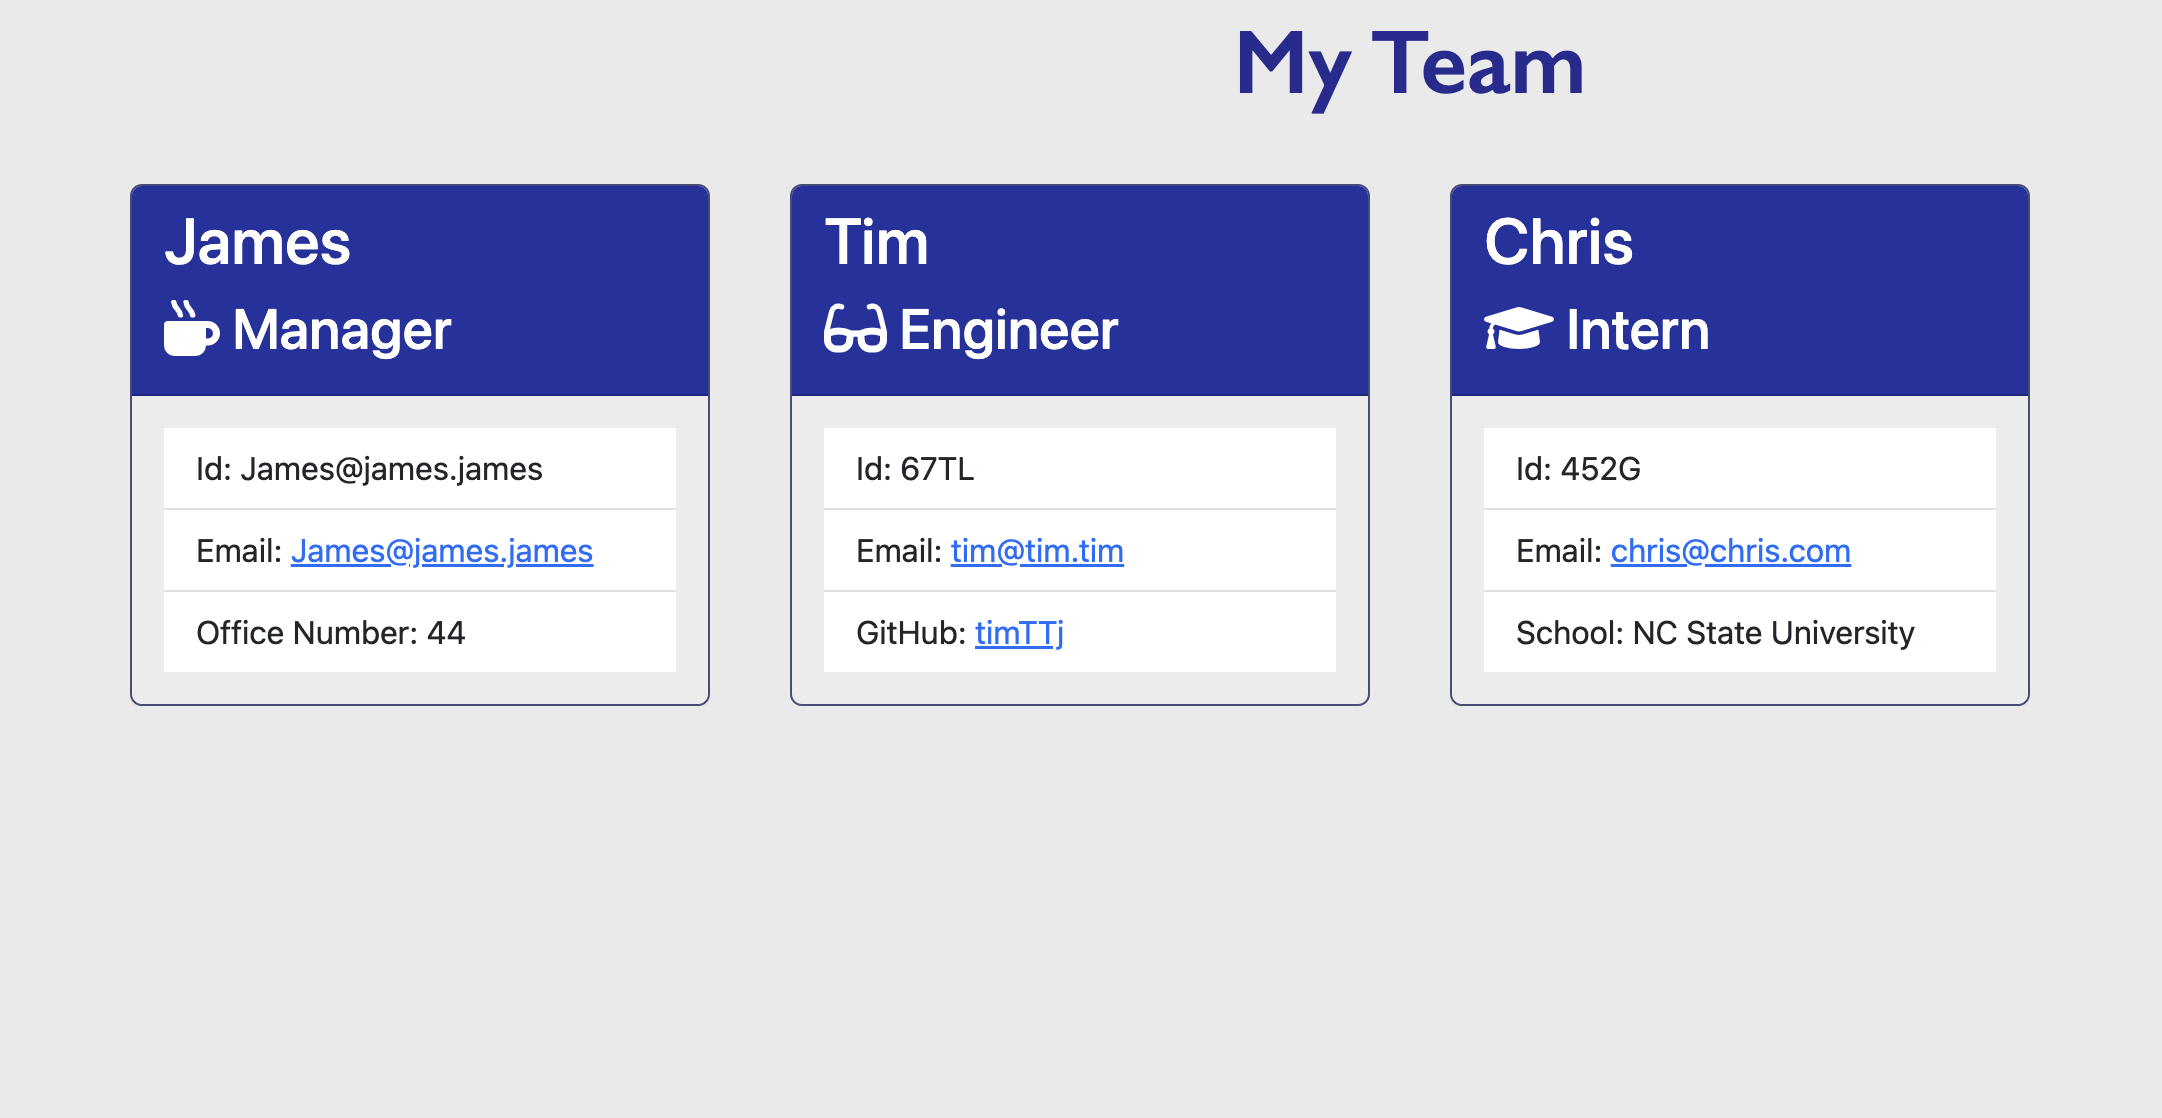 My Team
James
Manager
Id: James@james.james
Email: James@james.james
Office Number: 44
Tim
Engineer
Id: 67TL
Email: tim@tim.tim
GitHub: timTTj
Chris
Intern
Id: 452G
Email: chris@chris.com
School: NC State University